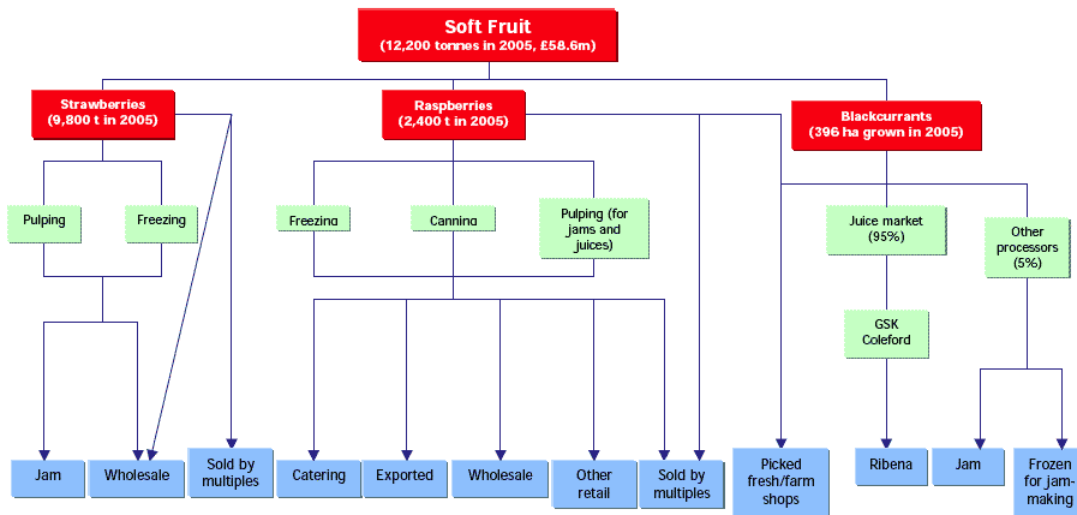 Soft Fruit
(12,200 tonnes in 2005, £58.6m)
Strawberries
(9,800 t in 2005)
Raspberries
(2,400 t in 2005)
Blackcurrants
(396 ha grown in 2005)
Pulping
Freezing
Freezing
Canning
Pulping (for
jams and
juices)
Juice market
(95%)
Other
processors
(5%)
GSK
Coleford
Jam
Wholesale
Sold by
multiples
Catering
Exported
Wholesale
Other
retail
Sold by
multiples
Picked
fresh/farm
shops
Ribena
Jam
Frozen
for jam-
making